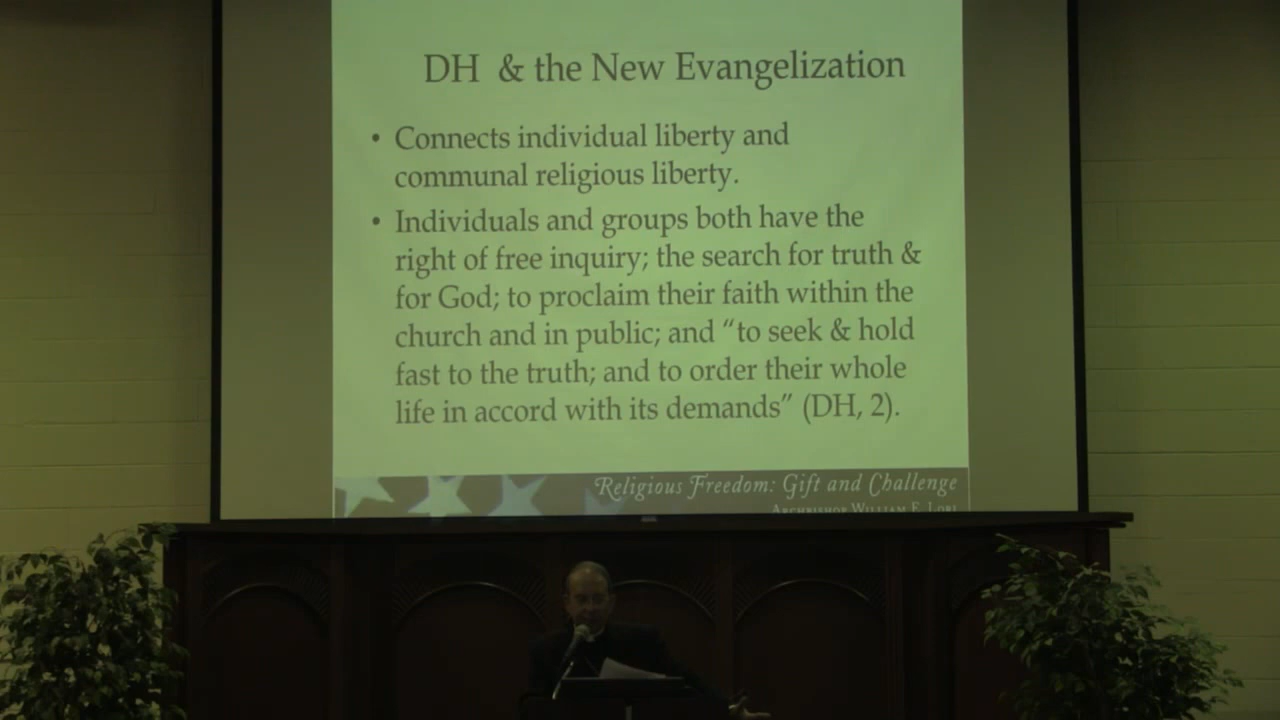 DH & the New Evangelization
• Connects individual liberty and
communal religious liberty.
• Individuals and groups both have the
right of free inquiry; the search for truth &
for God; to proclaim their faith within the
church and in public; and “to seek & hold
fast to the truth; and to order their whole
life in accord with its demands” (DH, 2).
Religious Freedom: Gift and Challenge
Archbishop William E. Lori